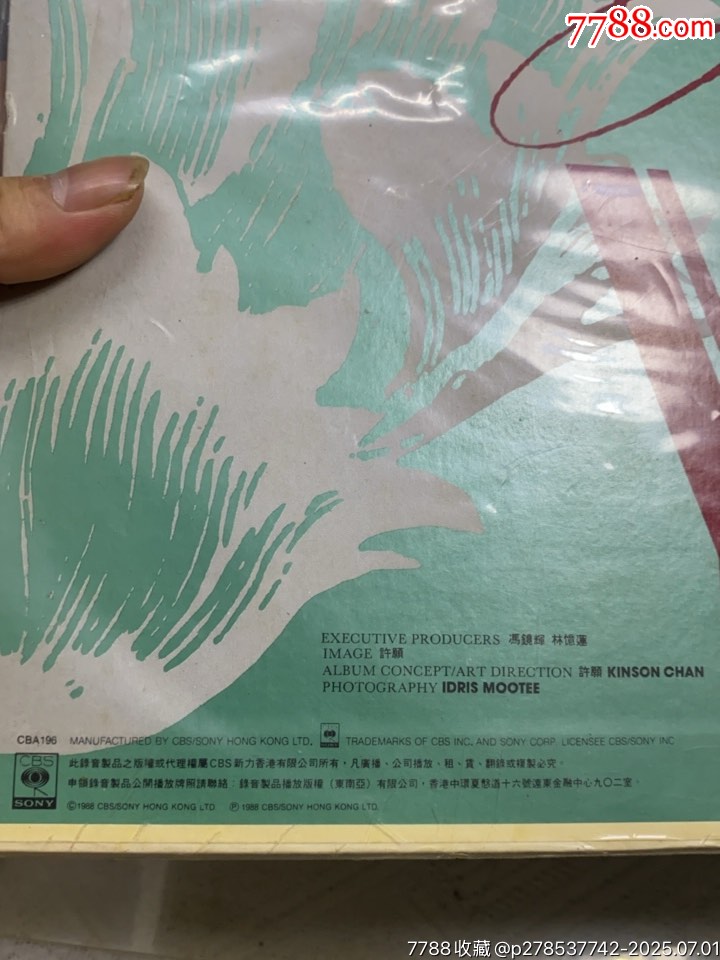 7788.com
EXECUTIVE PRODUCERS 馮鏡輝 林憶蓮
IMAGE 許願
ALBUM CONCEPT/ART DIRECTION 許願 KINSON CHAN
PHOTOGRAPHY IDRIS MOOTEE
CBA196 MANUFACTURED BY CBS/SONY HONG KONG LTD. TRADEMARKS OF CBS INC. AND SONY CORP. LICENSEE CBS/SONY INC
CBS
SONY
此錄音製品之版權或代理權屬CBS新力香港有限公司所有，凡廣播、公司播放、租、賃、翻錄或複製必究。
申領錄音製品公開播放牌照請聯絡：錄音製品播放版權（東南亞）有限公司，香港中環夏慤道十六號遠東金融中心九〇二室．
©1988 CBS/SONY HONG KONG LTD. ℗ 1988 CBS/SONY HONG KONG LTD.
7788收藏@p278537742-2025.07.01